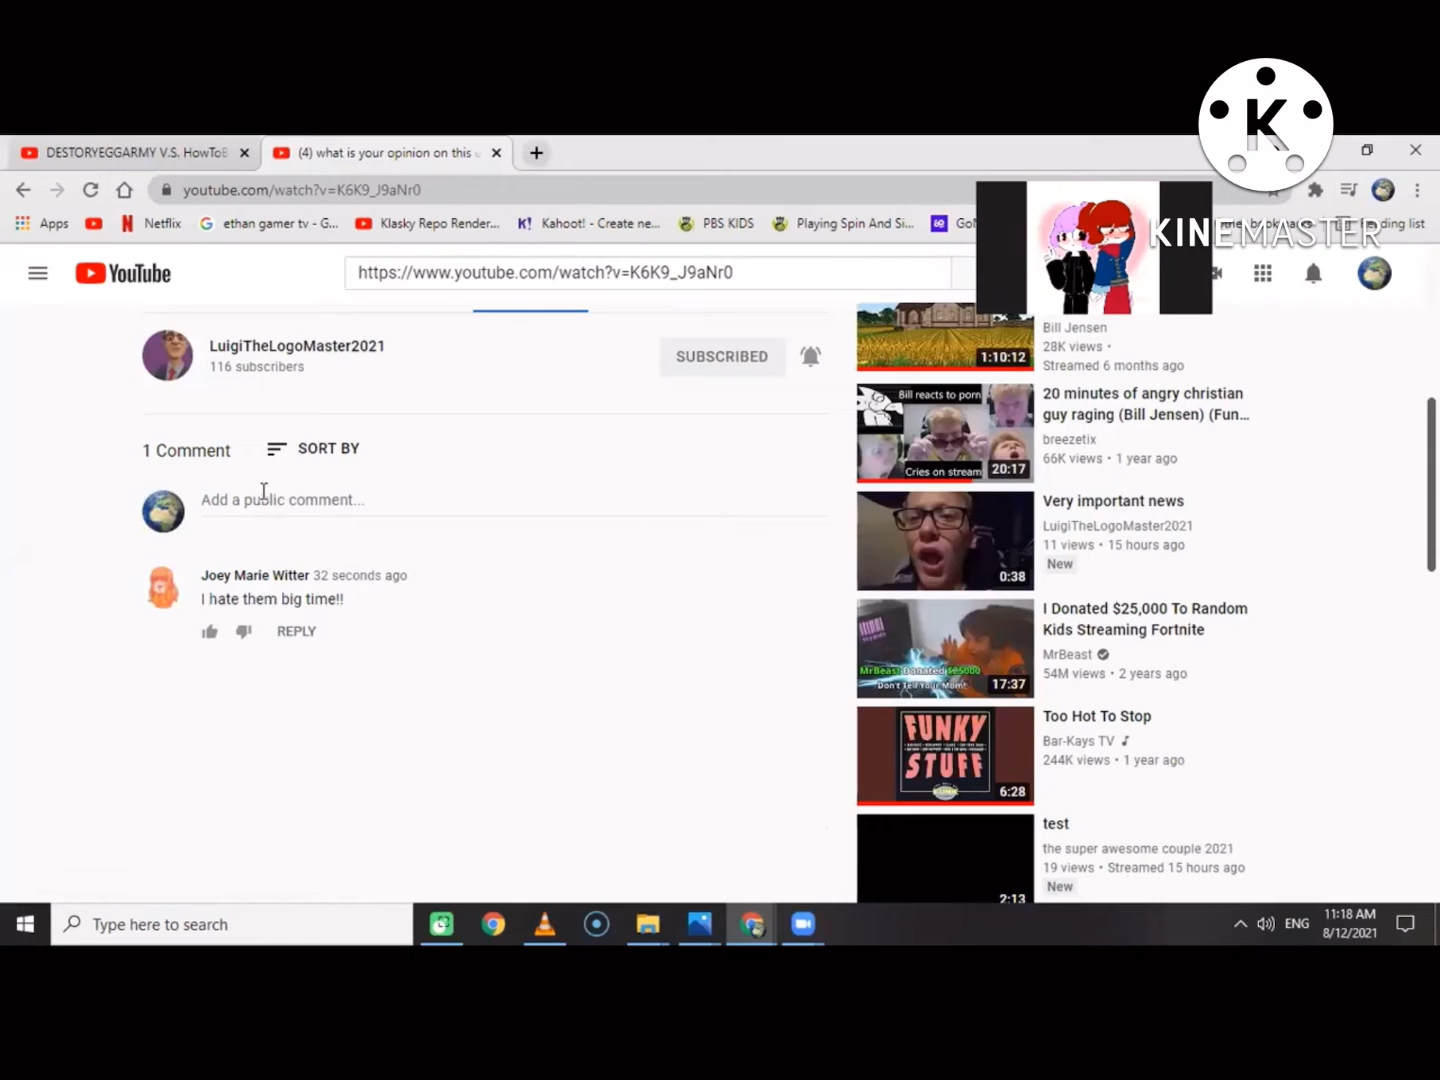 K
KINEMASTER
DESTORYEGGARMY V.S. HowToB
(4) what is your opinion on this u
youtube.com/watch?v=K6K9_J9aNr0
Apps
Netflix
ethan gamer tv - G...
Klasky Repo Render...
K!
Kahoot! - Create ne...
PBS KIDS
Playing Spin And Si...
YouTube
https://www.youtube.com/watch?v=K6K9_J9aNr0
LuigiTheLogoMaster2021
116 subscribers
SUBSCRIBED
1 Comment
SORT BY
Add a public comment...
Joey Marie Witter 32 seconds ago
I hate them big time!!
REPLY
1:10:12
Bill Jensen
28K views •
Streamed 6 months ago
Bill reacts to porn
Cries on stream
20:17
20 minutes of angry christian
guy raging (Bill Jensen) (Fun...
breezetix
66K views • 1 year ago
0:38
Very important news
LuigiTheLogoMaster2021
11 views • 15 hours ago
New
MrBeast Donated $25000
Don't Tell Your Mom!
17:37
I Donated $25,000 To Random
Kids Streaming Fortnite
MrBeast
54M views • 2 years ago
FUNKY
STUFF
6:28
Too Hot To Stop
Bar-Kays TV
244K views • 1 year ago
2:13
test
the super awesome couple 2021
19 views • Streamed 15 hours ago
New
Type here to search
ENG
11:18 AM
8/12/2021